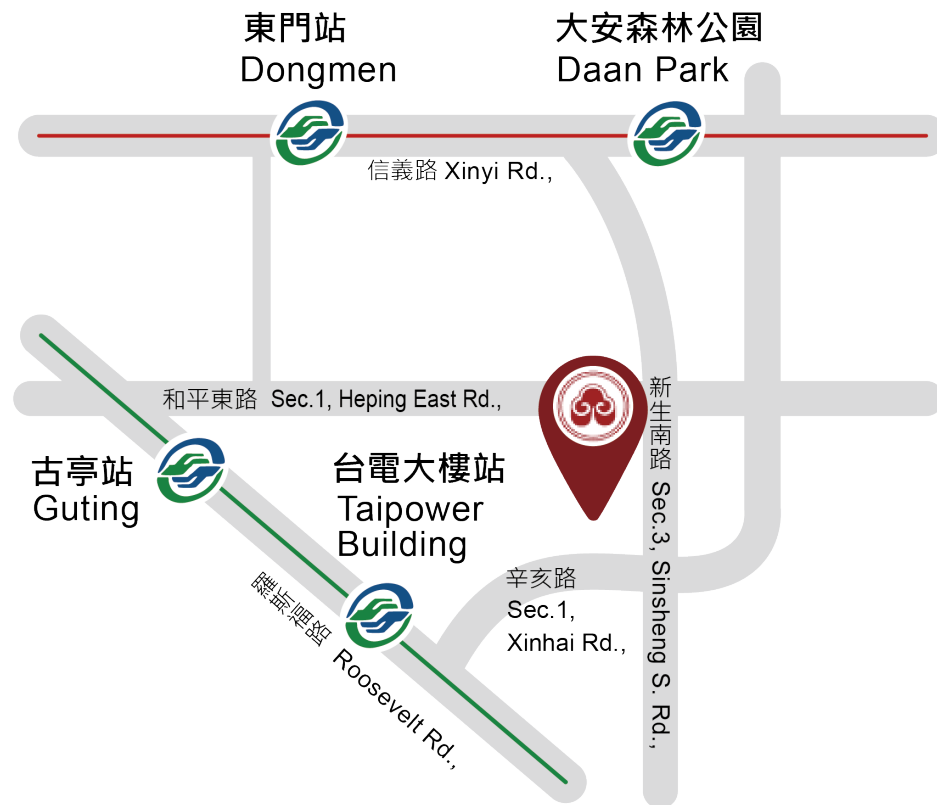 東門站
Dongmen
大安森林公園
Daan Park
信義路 Xinyi Rd.,
和平東路 Sec.1, Heping East Rd.,
新生南路 Sec.3, Sinsheng S. Rd.,
古亭站
Guting
台電大樓站
Taipower
Building
羅斯福路 Roosevelt Rd.,
辛亥路
Sec.1,
Xinhai Rd.,